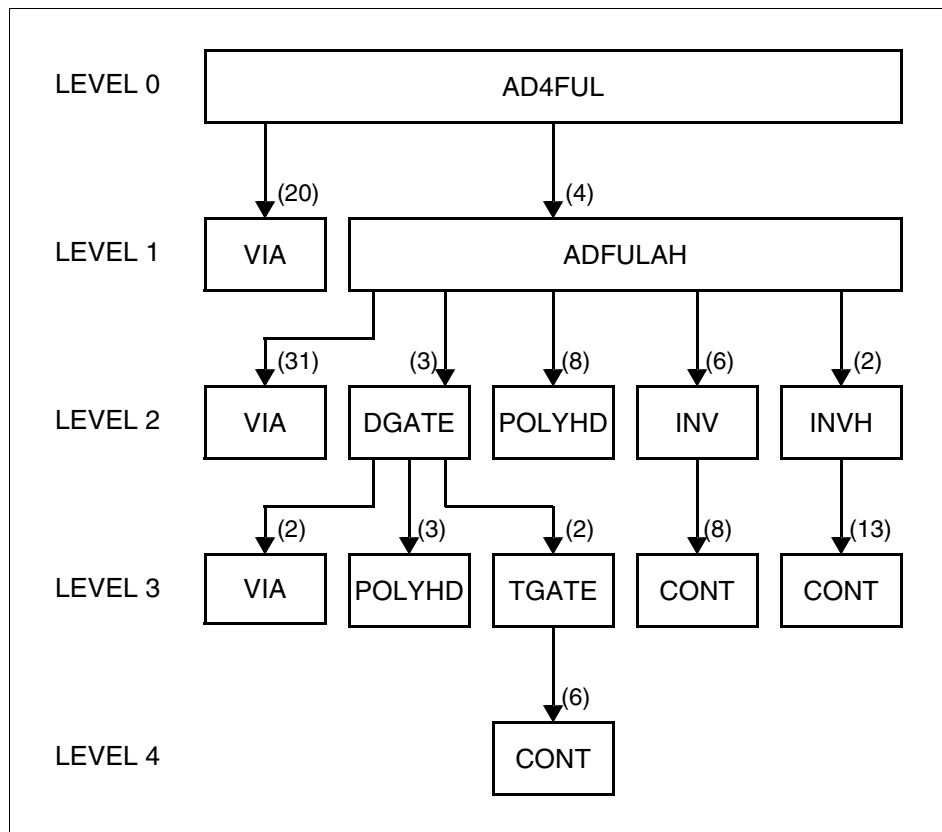 LEVEL 0 AD4FUL
(20) (4)
LEVEL 1 VIA ADFULAH
(31) (3) (8) (6) (2)
LEVEL 2 VIA DGATE POLYHD INV INVH
(2) (3) (2) (8) (13)
LEVEL 3 VIA POLYHD TGATE CONT CONT
(6)
LEVEL 4 CONT